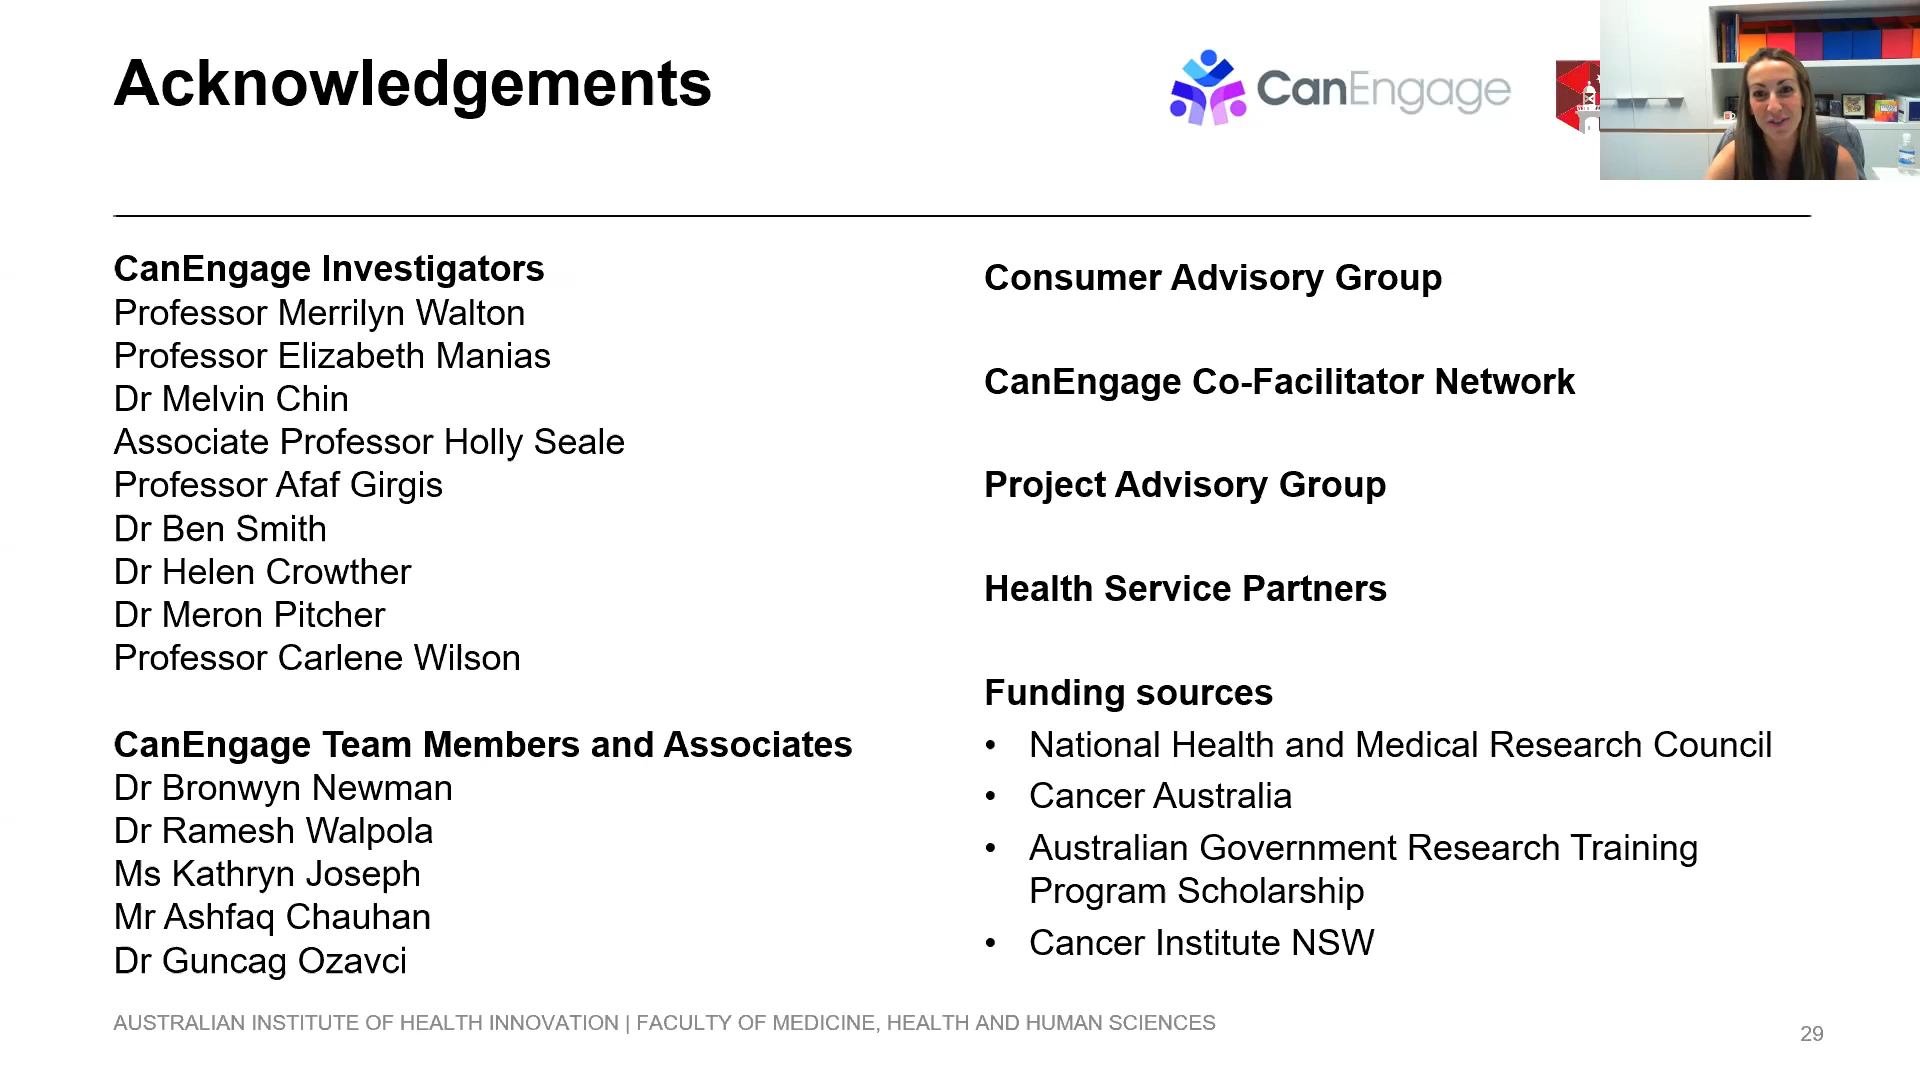 Acknowledgements
CanEngage
CanEngage Investigators
Professor Merrilyn Walton
Professor Elizabeth Manias
Dr Melvin Chin
Associate Professor Holly Seale
Professor Afaf Girgis
Dr Ben Smith
Dr Helen Crowther
Dr Meron Pitcher
Professor Carlene Wilson
CanEngage Team Members and Associates
Dr Bronwyn Newman
Dr Ramesh Walpola
Ms Kathryn Joseph
Mr Ashfaq Chauhan
Dr Guncag Ozavci
Consumer Advisory Group
CanEngage Co-Facilitator Network
Project Advisory Group
Health Service Partners
Funding sources
• National Health and Medical Research Council
• Cancer Australia
• Australian Government Research Training
Program Scholarship
• Cancer Institute NSW
AUSTRALIAN INSTITUTE OF HEALTH INNOVATION | FACULTY OF MEDICINE, HEALTH AND HUMAN SCIENCES
29